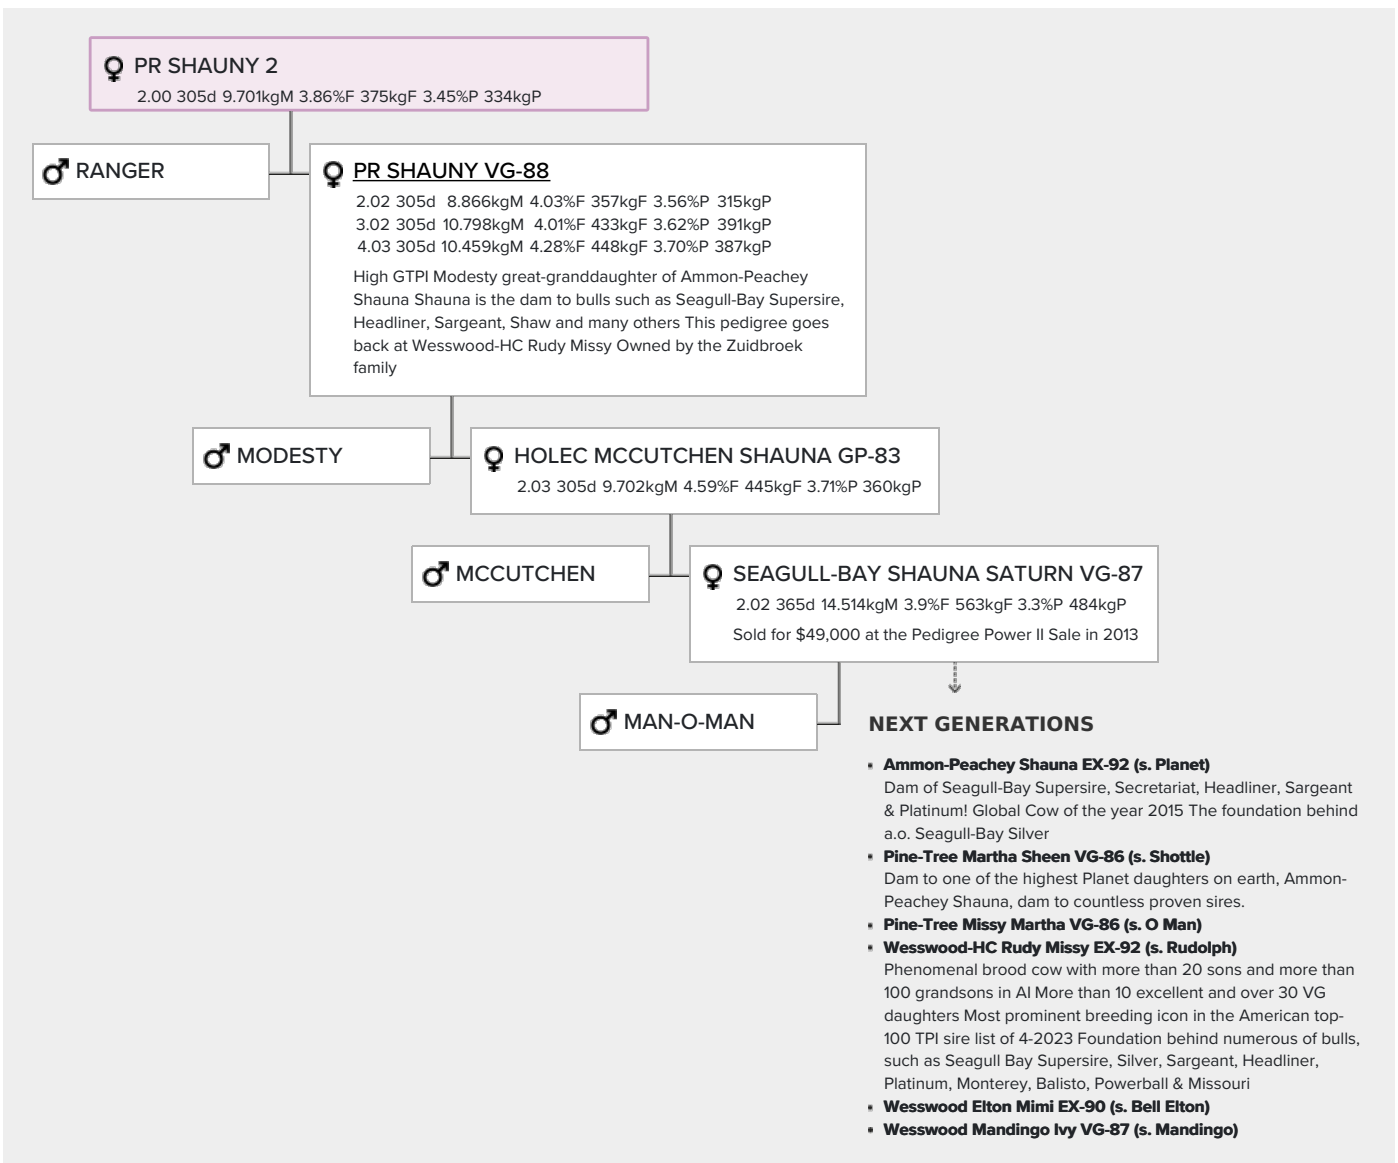 PR SHAUNY 2
2.00 305d 9.701kgM 3.86%F 375kgF 3.45%P 334kgP
RANGER
PR SHAUNY VG-88
2.02 305d 8.866kgM 4.03%F 357kgF 3.56%P 315kgP
3.02 305d 10.798kgM 4.01%F 433kgF 3.62%P 391kgP
4.03 305d 10.459kgM 4.28%F 448kgF 3.70%P 387kgP
High GTPI Modesty great-granddaughter of Ammon-Peachey
Shauna Shauna is the dam to bulls such as Seagull-Bay Supersire,
Headliner, Sargeant, Shaw and many others This pedigree goes
back at Wesswood-HC Rudy Missy Owned by the Zuidbroek
family
MODESTY
HOLEC MCCUTCHEN SHAUNA GP-83
2.03 305d 9.702kgM 4.59%F 445kgF 3.71%P 360kgP
MCCUTCHEN
SEAGULL-BAY SHAUNA SATURN VG-87
2.02 365d 14.514kgM 3.9%F 563kgF 3.3%P 484kgP
Sold for $49,000 at the Pedigree Power II Sale in 2013
MAN-O-MAN
NEXT GENERATIONS
Ammon-Peachey Shauna EX-92 (s. Planet)
Dam of Seagull-Bay Supersire, Secretariat, Headliner, Sargeant
& Platinum! Global Cow of the year 2015 The foundation behind
a.o. Seagull-Bay Silver
Pine-Tree Martha Sheen VG-86 (s. Shottle)
Dam to one of the highest Planet daughters on earth, Ammon-
Peachey Shauna, dam to countless proven sires.
Pine-Tree Missy Martha VG-86 (s. O Man)
Wesswood-HC Rudy Missy EX-92 (s. Rudolph)
Phenomenal brood cow with more than 20 sons and more than
100 grandsons in AI More than 10 excellent and over 30 VG
daughters Most prominent breeding icon in the American top-
100 TPI sire list of 4-2023 Foundation behind numerous of bulls,
such as Seagull Bay Supersire, Silver, Sargeant, Headliner,
Platinum, Monterey, Balisto, Powerball & Missouri
Wesswood Elton Mimi EX-90 (s. Bell Elton)
Wesswood Mandingo Ivy VG-87 (s. Mandingo)